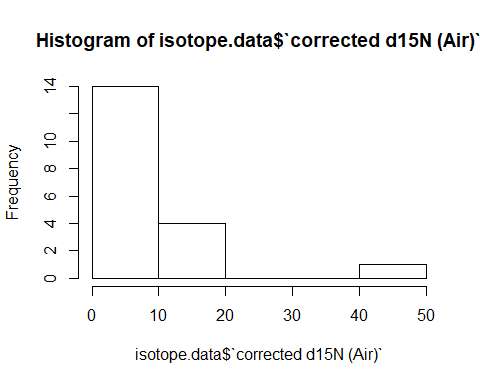 Histogram of isotope.data$`corrected d15N (Air)`
Frequency
14
10
8
6
4
2
0
0 10 20 30 40 50
isotope.data$`corrected d15N (Air)`